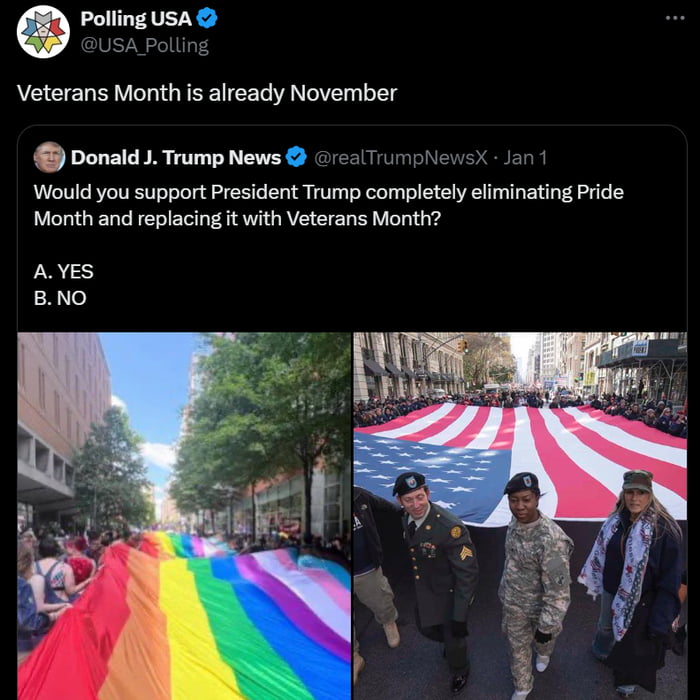 Polling USA
@USA_Polling
Veterans Month is already November
Donald J. Trump News @realTrumpNewsX · Jan 1
Would you support President Trump completely eliminating Pride
Month and replacing it with Veterans Month?
A. YES
B. NO